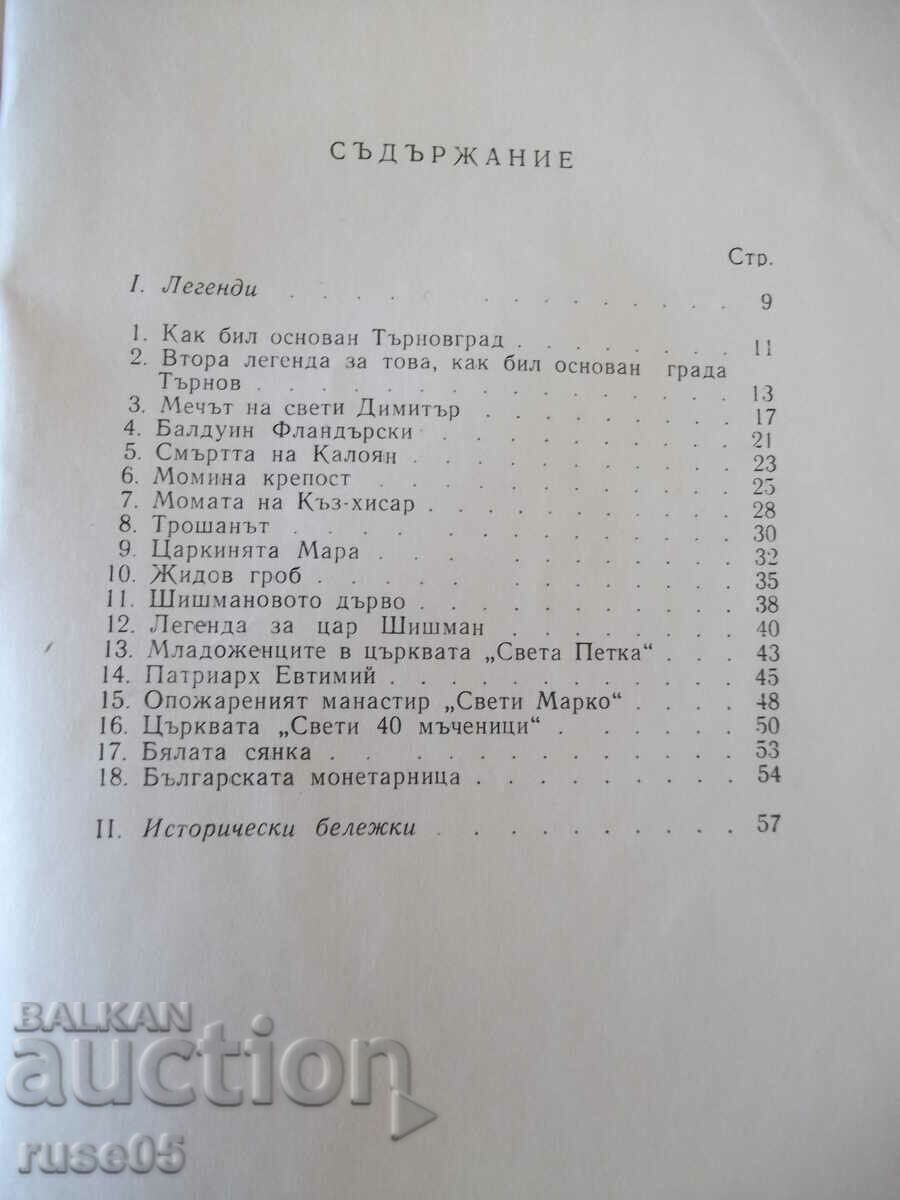 СЪДЪРЖАНИЕ
Стр.
I. Легенди . . . . . . . . . . . . 9
1. Как бил основан Търновград . . . . . . . 11
2. Втора легенда за това, как бил основан града
Търнов . . . . . . . . . . . . . 13
3. Мечът на свети Димитър . . . . . . . . 17
4. Балдуин Фландърски . . . . . . . . . 21
5. Смъртта на Калоян . . . . . . . . . 23
6. Момина крепост . . . . . . . . . . 25
7. Момата на Къз-хисар . . . . . . . . . 28
8. Трошанът . . . . . . . . . . . . 30
9. Царкинята Мара . . . . . . . . . . 32
10. Жидов гроб . . . . . . . . . . . 35
11. Шишмановото дърво . . . . . . . . . 38
12. Легенда за цар Шишман . . . . . . . 40
13. Младоженците в църквата „Света Петка“ . . . 43
14. Патриарх Евтимий . . . . . . . . . . 45
15. Опожареният манастир „Свети Марко“ . . . . 48
16. Църквата „Свети 40 мъченици“ . . . . . . 50
17. Бялата сянка . . . . . . . . . . . 53
18. Българската монетарница . . . . . . . . 54
II. Исторически бележки . . . . . . . . . 57
BALKAN
auction
ruse05